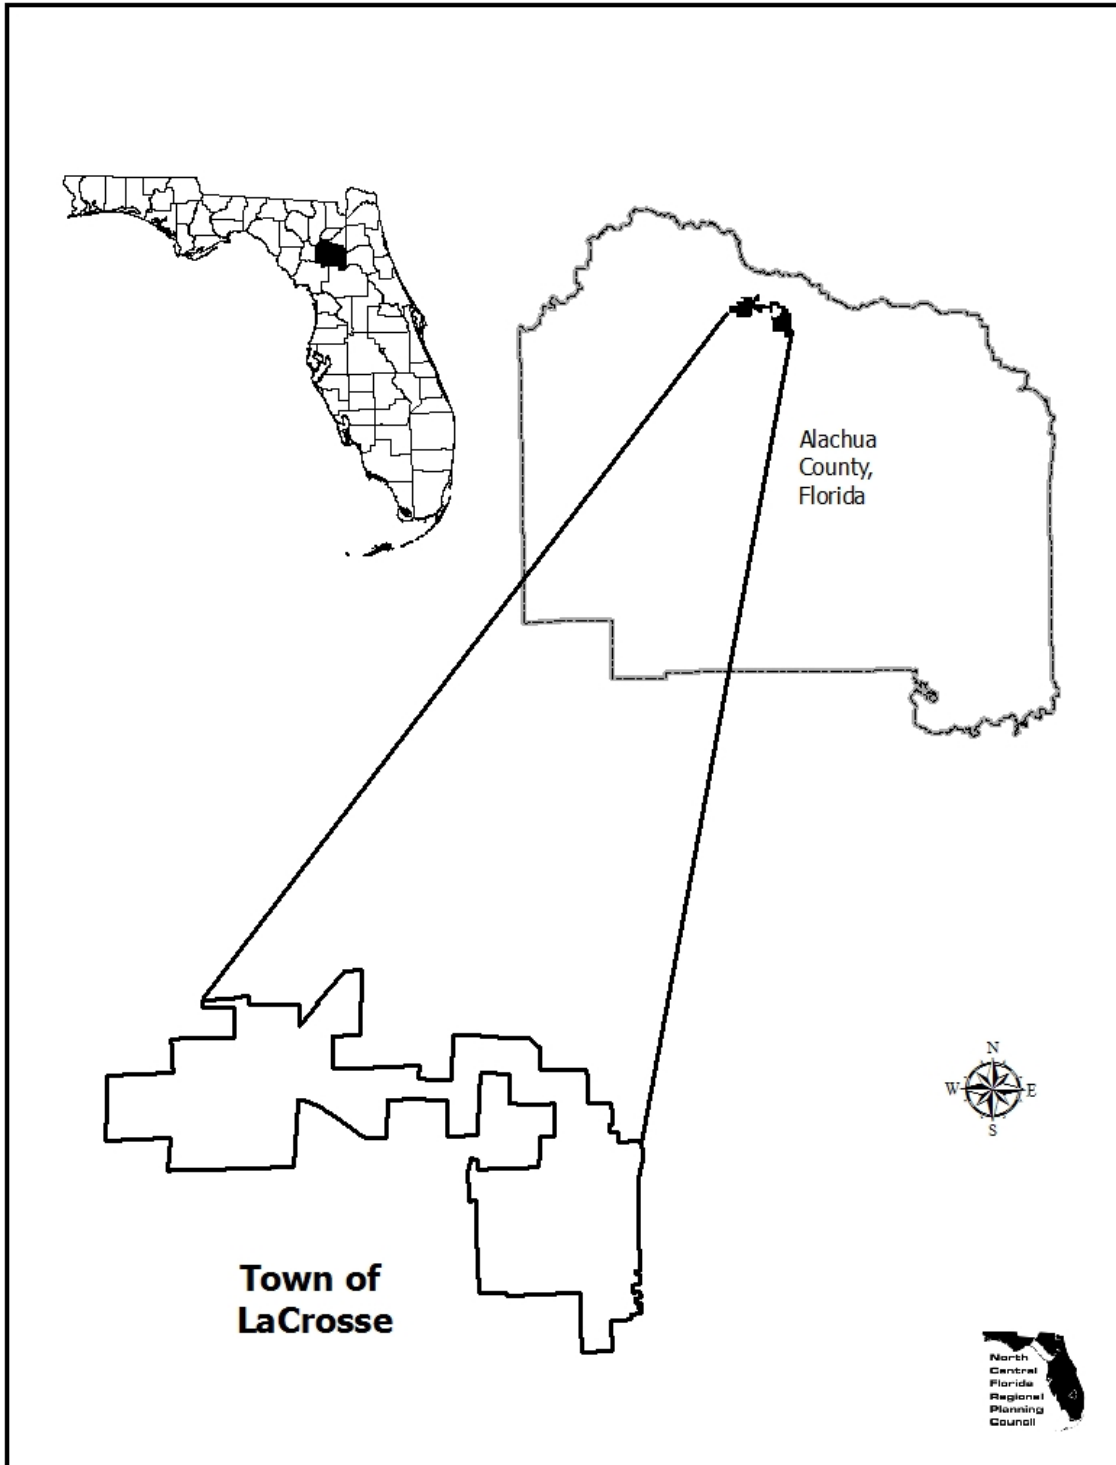 Alachua
County,
Florida
N
W E
S
Town of
LaCrosse
North
Central
Florida
Regional
Planning
Council